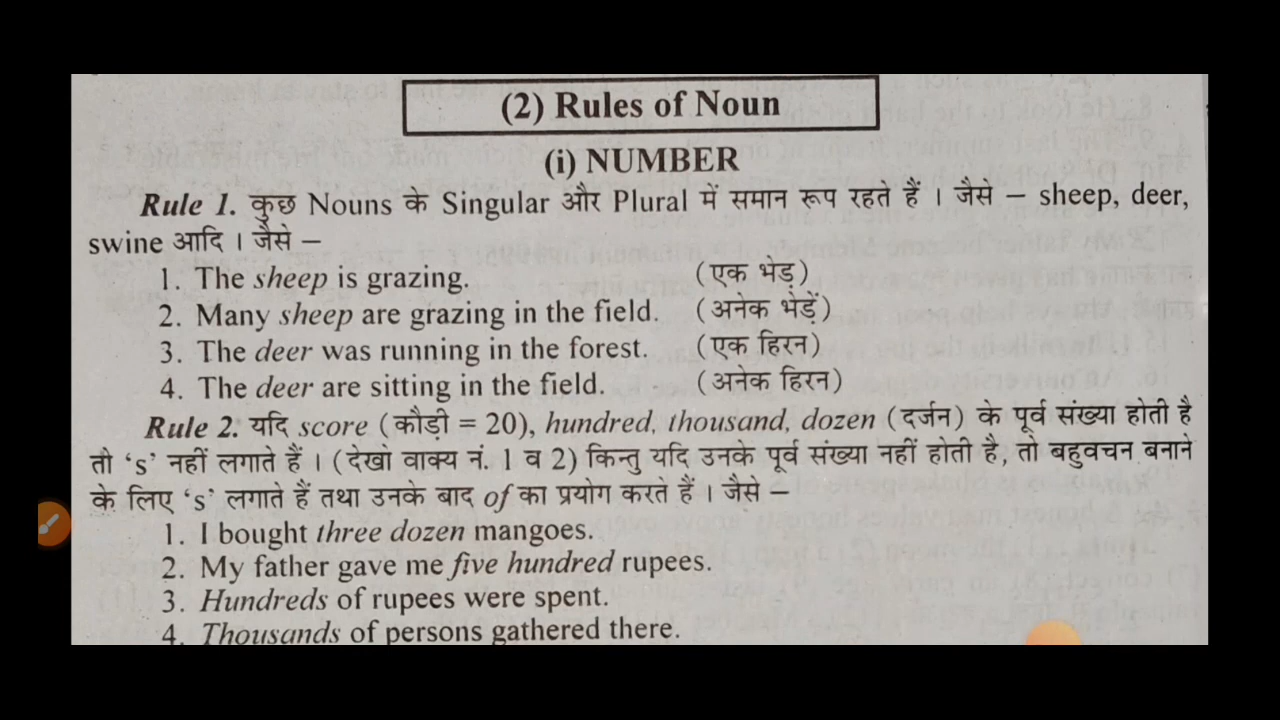 (2) Rules of Noun
(i) NUMBER
Rule 1. कुछ Nouns के Singular और Plural में समान रूप रहते हैं । जैसे – sheep, deer,
swine आदि । जैसे –
1. The sheep is grazing. (एक भेड़)
2. Many sheep are grazing in the field. (अनेक भेड़ें)
3. The deer was running in the forest. (एक हिरन)
4. The deer are sitting in the field. (अनेक हिरन)
Rule 2. यदि score (कौड़ी = 20), hundred, thousand, dozen (दर्जन) के पूर्व संख्या होती है
तो ‘s’ नहीं लगाते हैं । (देखो वाक्य नं. 1 व 2) किन्तु यदि उनके पूर्व संख्या नहीं होती है, तो बहुवचन बनाने
के लिए ‘s’ लगाते हैं तथा उनके बाद of का प्रयोग करते हैं । जैसे –
1. I bought three dozen mangoes.
2. My father gave me five hundred rupees.
3. Hundreds of rupees were spent.
4. Thousands of persons gathered there.